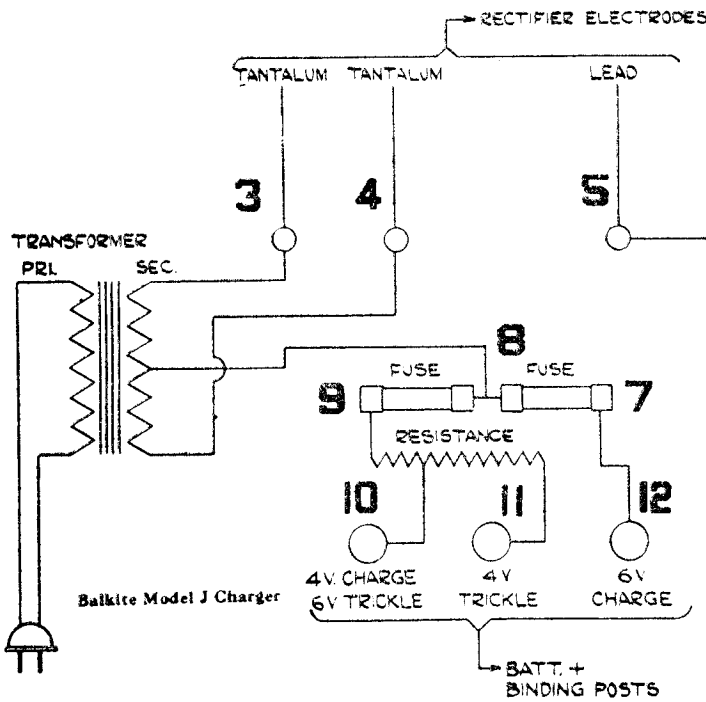 RECTIFIER ELECTRODES
TANTALUM TANTALUM LEAD
3 4 5
TRANSFORMER
PRI. SEC.
8
FUSE FUSE
9 7
RESISTANCE
10 11 12
4V. CHARGE 4V 6V
6V TRICKLE TRICKLE CHARGE
Balkite Model J Charger
BATT. +
BINDING POSTS